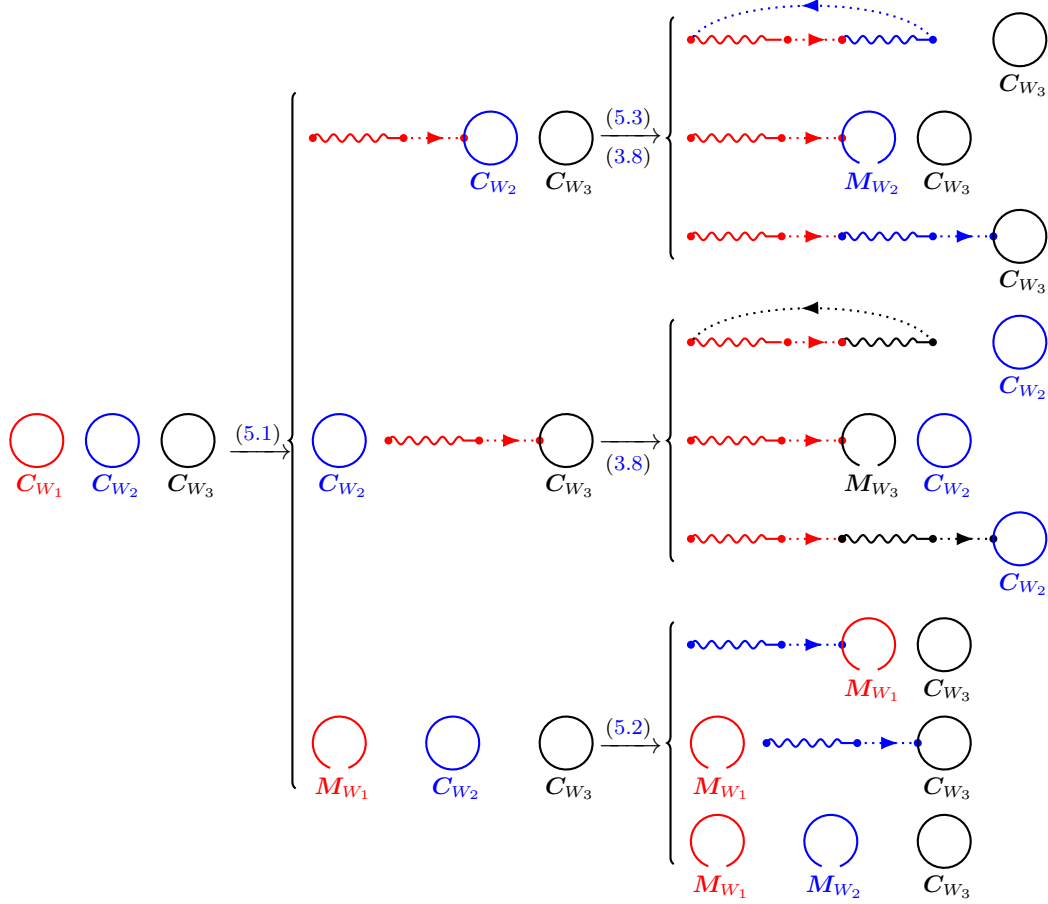 C_{W_3}
(5.3)
(3.8)
C_{W_2} C_{W_3}
M_{W_2} C_{W_3}
C_{W_3}
C_{W_2}
(5.1)
C_{W_1} C_{W_2} C_{W_3}
C_{W_2} C_{W_3}
(3.8)
M_{W_3} C_{W_2}
C_{W_2}
M_{W_1} C_{W_3}
(5.2)
M_{W_1} C_{W_2} C_{W_3}
M_{W_1} C_{W_3}
M_{W_1} M_{W_2} C_{W_3}